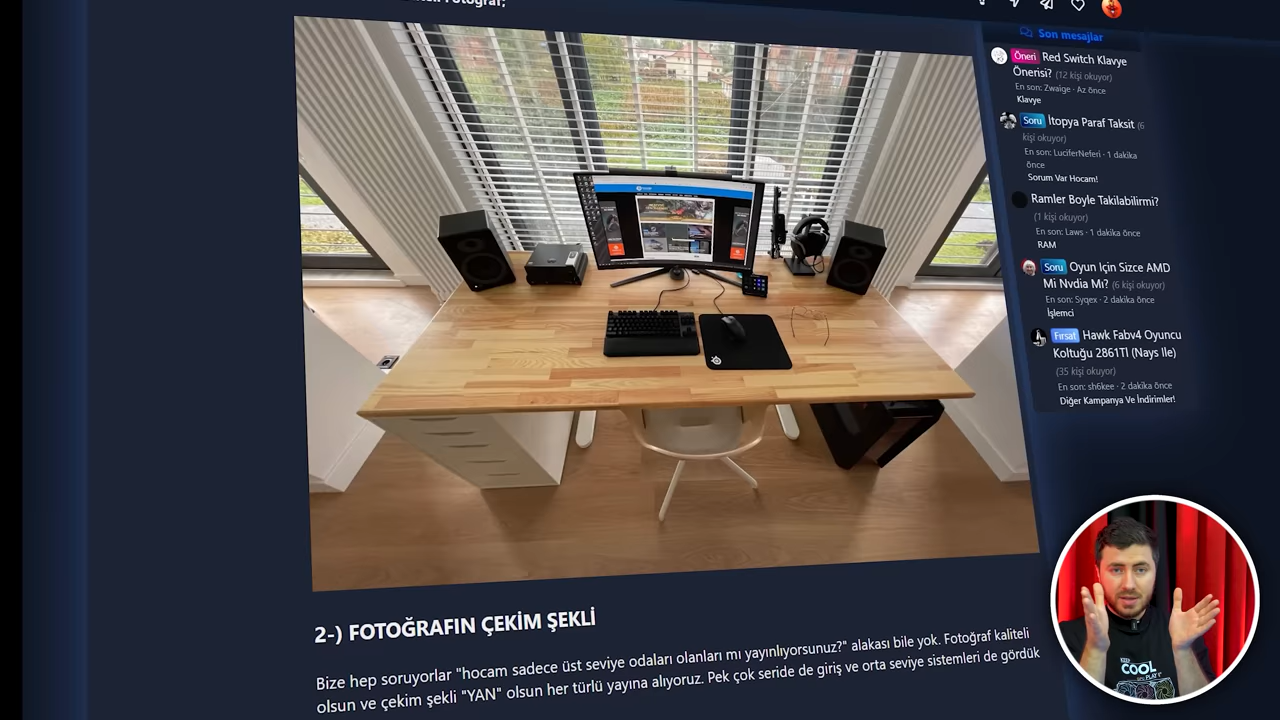 Fotoğraf;
2-) FOTOĞRAFIN ÇEKİM ŞEKLİ
Bize hep soruyorlar "hocam sadece üst seviye odaları olanları mı yayınlıyorsunuz?" alakası bile yok. Fotoğraf kaliteli
olsun ve çekim şekli "YAN" olsun her türlü yayına alıyoruz. Pek çok seride de giriş ve orta seviye sistemleri de gördük
Son mesajlar
Öneri Red Switch Klavye
Önerisi? (12 kişi okuyor)
En son: Zwaige · Az önce
Klavye
Soru İtopya Paraf Taksit (6
kişi okuyor)
En son: LuciferNeferi · 1 dakika
önce
Sorum Var Hocam!
Ramler Boyle Takilabilirmi?
(1 kişi okuyor)
En son: Laws · 1 dakika önce
RAM
Soru Oyun Için Sizce AMD
Mi Nvdia Mı? (6 kişi okuyor)
En son: Syqex · 2 dakika önce
İşlemci
Fırsat Hawk Fabv4 Oyuncu
Koltuğu 2861Tl (Nays Ile)
(35 kişi okuyor)
En son: sh6kee · 2 dakika önce
Diğer Kampanya Ve İndirimler!
COOL